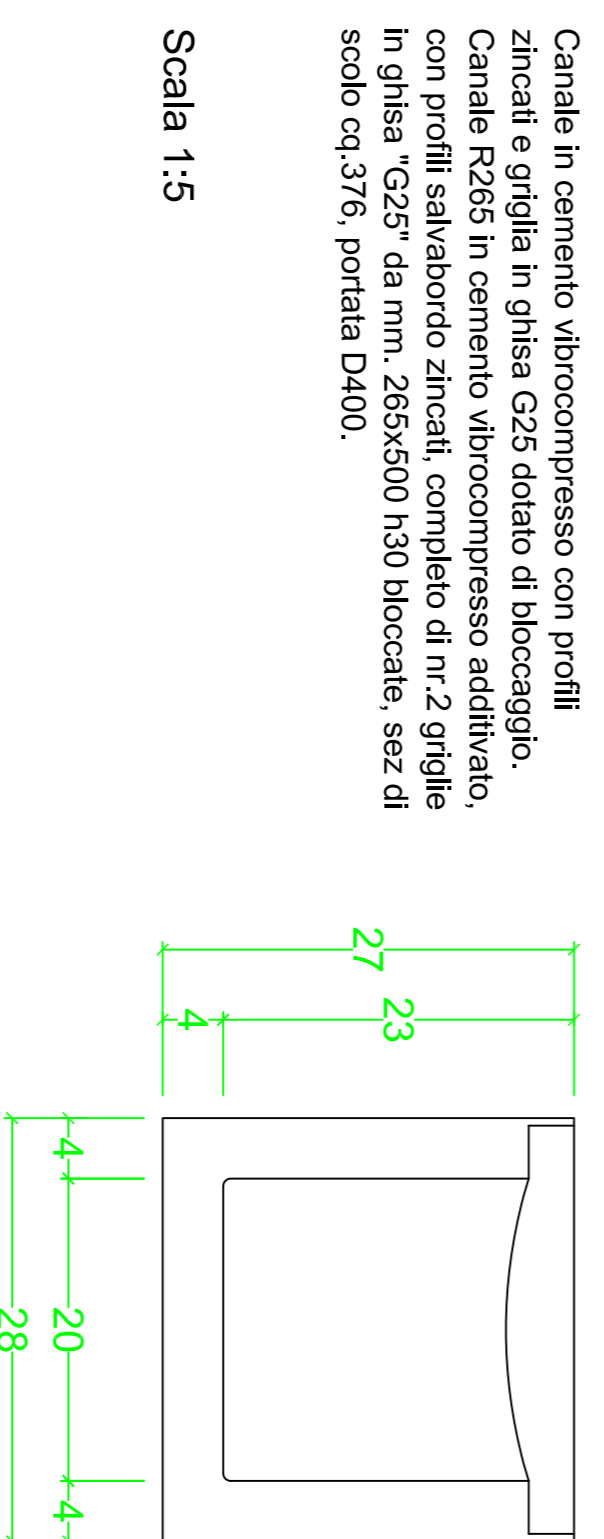 Canale in cemento vibrocompresso con profili
zincati e griglia in ghisa G25 dotato di bloccaggio.
Canale R265 in cemento vibrocompresso additivato,
con profili salvabordo zincati, completo di nr.2 griglie
in ghisa "G25" da mm. 265x500 h30 bloccate, sez di
scolo cq.376, portata D400.
Scala 1:5
27
23
4
4
20
4
28